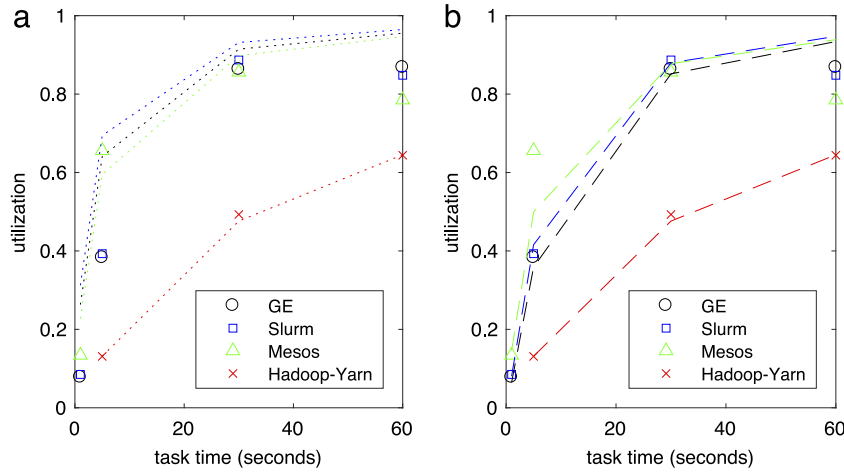 a
1
0.8
0.6
0.4
0.2
0
utilization
0 20 40 60
task time (seconds)
GE
Slurm
Mesos
Hadoop-Yarn
b
1
0.8
0.6
0.4
0.2
0
utilization
0 20 40 60
task time (seconds)
GE
Slurm
Mesos
Hadoop-Yarn